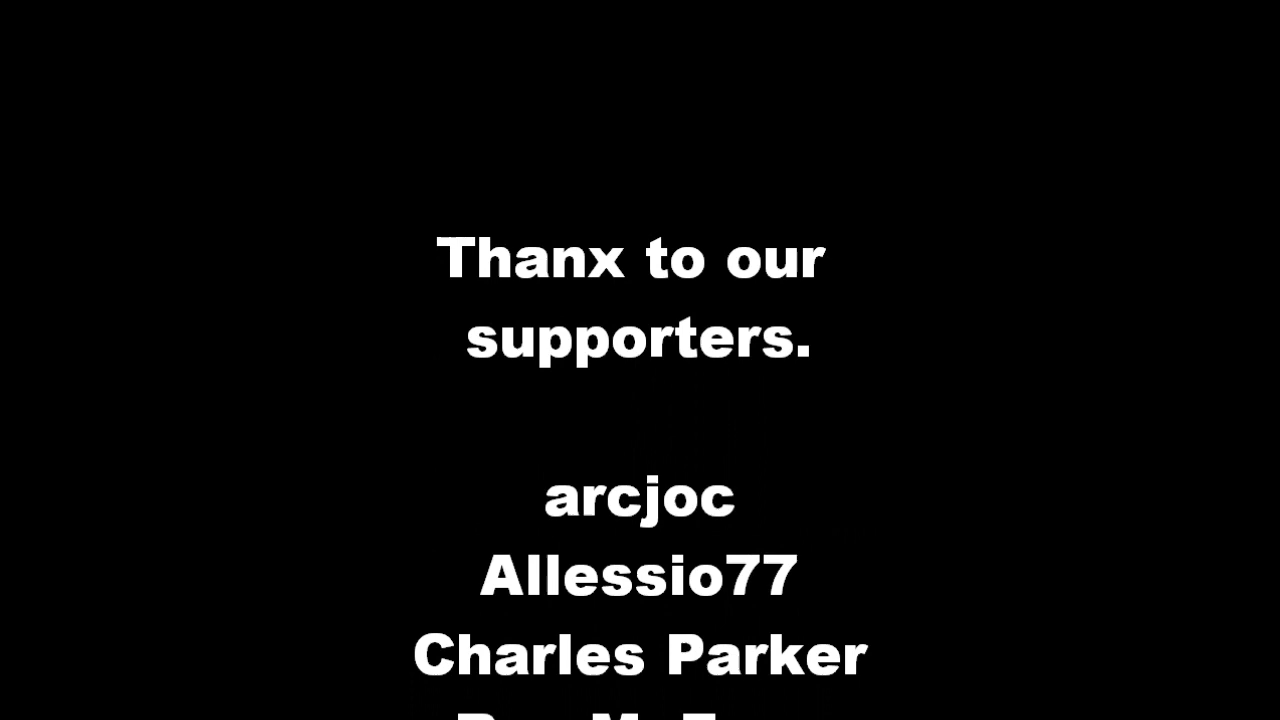 Thanx to our
supporters.
arcjoc
Allessio77
Charles Parker